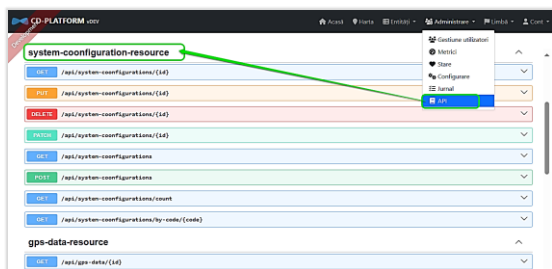 CD-PLATFORM vDEV
Acasă Hartă Entități Administrare Limbă Cont
Development
Gestiune utilizatori
Metrici
Stare
Configurare
Jurnal
API
system-coonfiguration-resource
GET /api/system-coonfigurations/{id}
PUT /api/system-coonfigurations/{id}
DELETE /api/system-coonfigurations/{id}
PATCH /api/system-coonfigurations/{id}
GET /api/system-coonfigurations
POST /api/system-coonfigurations
GET /api/system-coonfigurations/count
GET /api/system-coonfigurations/by-code/{code}
gps-data-resource
GET /api/gps-data/{id}